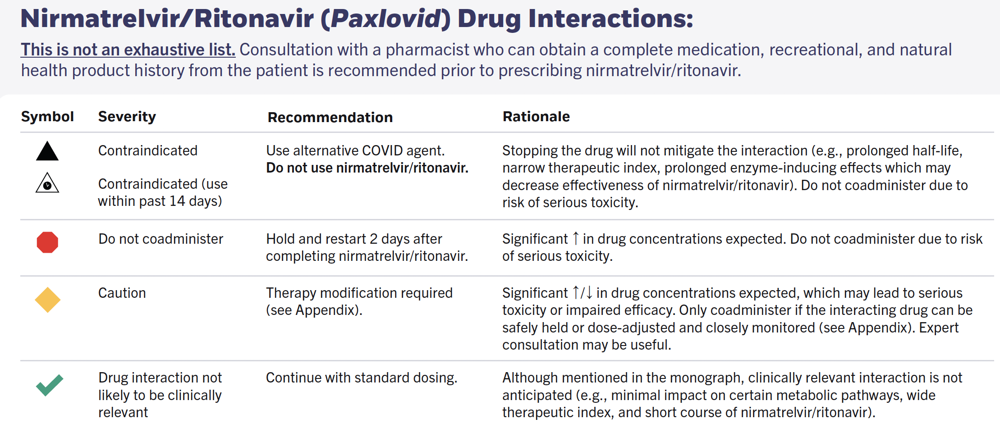 Nirmatrelvir/Ritonavir (Paxlovid) Drug Interactions:
This is not an exhaustive list. Consultation with a pharmacist who can obtain a complete medication, recreational, and natural
health product history from the patient is recommended prior to prescribing nirmatrelvir/ritonavir.
Symbol Severity Recommendation Rationale
Contraindicated
Contraindicated (use
within past 14 days)
Use alternative COVID agent.
Do not use nirmatrelvir/ritonavir.
Stopping the drug will not mitigate the interaction (e.g., prolonged half-life,
narrow therapeutic index, prolonged enzyme-inducing effects which may
decrease effectiveness of nirmatrelvir/ritonavir). Do not coadminister due to
risk of serious toxicity.
Do not coadminister
Hold and restart 2 days after
completing nirmatrelvir/ritonavir.
Significant ↑ in drug concentrations expected. Do not coadminister due to risk
of serious toxicity.
Caution
Therapy modification required
(see Appendix).
Significant ↑/↓ in drug concentrations expected, which may lead to serious
toxicity or impaired efficacy. Only coadminister if the interacting drug can be
safely held or dose-adjusted and closely monitored (see Appendix). Expert
consultation may be useful.
Drug interaction not
likely to be clinically
relevant
Continue with standard dosing.
Although mentioned in the monograph, clinically relevant interaction is not
anticipated (e.g., minimal impact on certain metabolic pathways, wide
therapeutic index, and short course of nirmatrelvir/ritonavir).